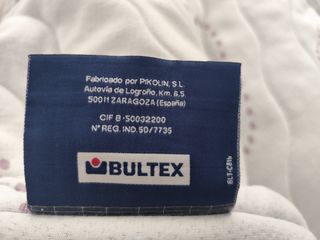 Fabricado por PIKOLIN, S.L.
Autovía de Logroño, Km. 6,5
50011 ZARAGOZA (España)
CIF B-50032200
Nº REG. IND. 50/7735
BULTEX